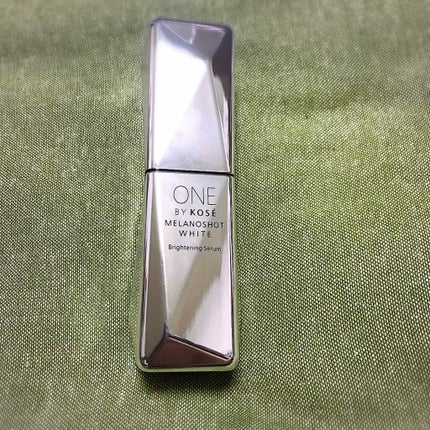 ONE
BY KOSÉ
MELANOSHOT
WHITE
Brightening Serum